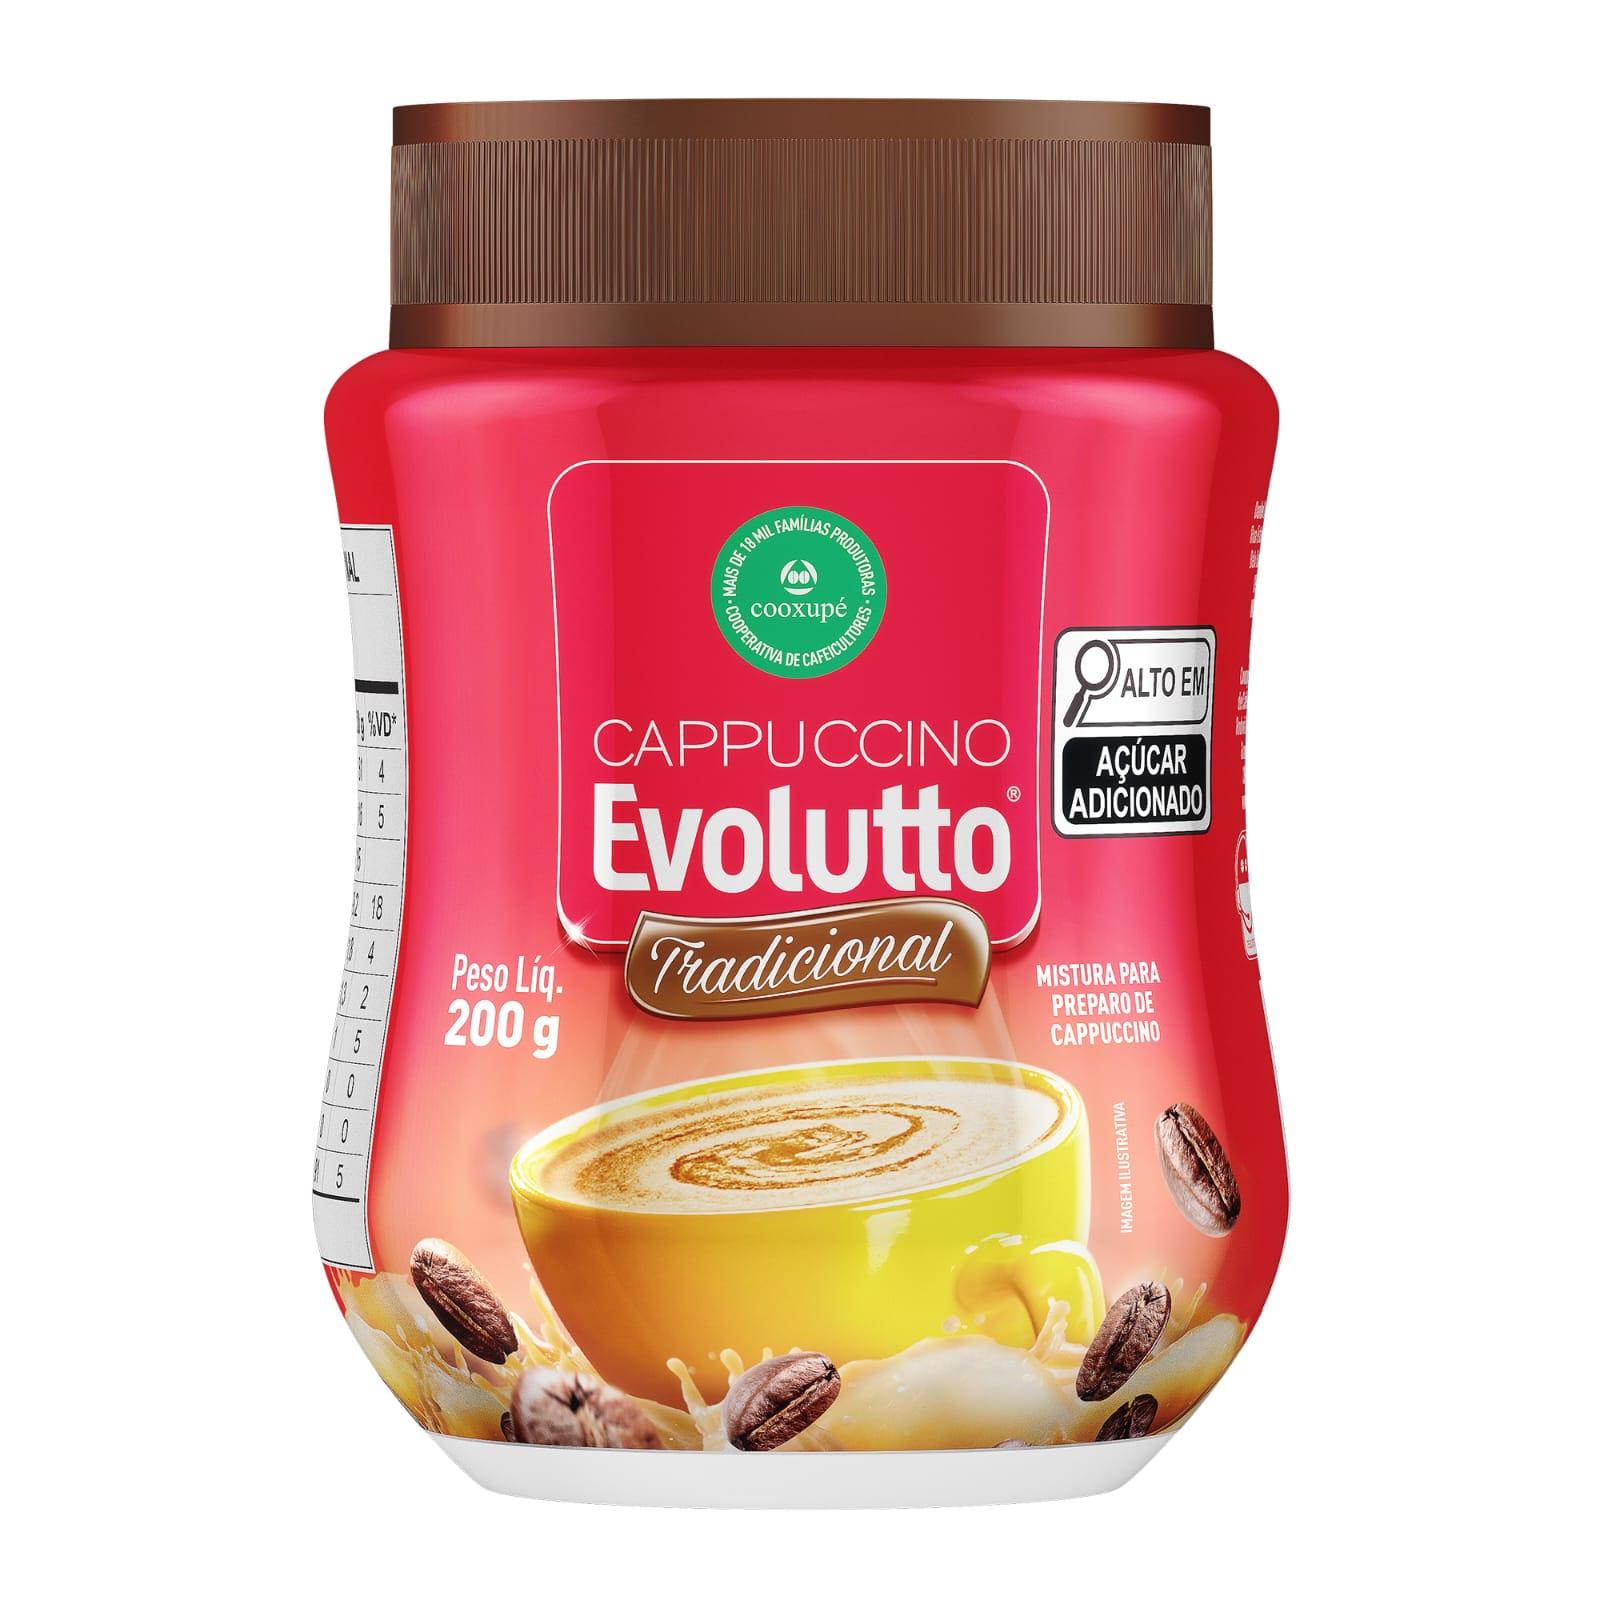 MAIS DE 18 MIL FAMÍLIAS PRODUTORAS
cooxupé
COOPERATIVA DE CAFEICULTORES
CAPPUCCINO
Evolutto®
Tradicional
Peso Líq.
200 g
ALTO EM
AÇÚCAR
ADICIONADO
MISTURA PARA
PREPARO DE
CAPPUCCINO
IMAGEM ILUSTRATIVA
g %VD*
4
5
18
4
2
5
0
0
5